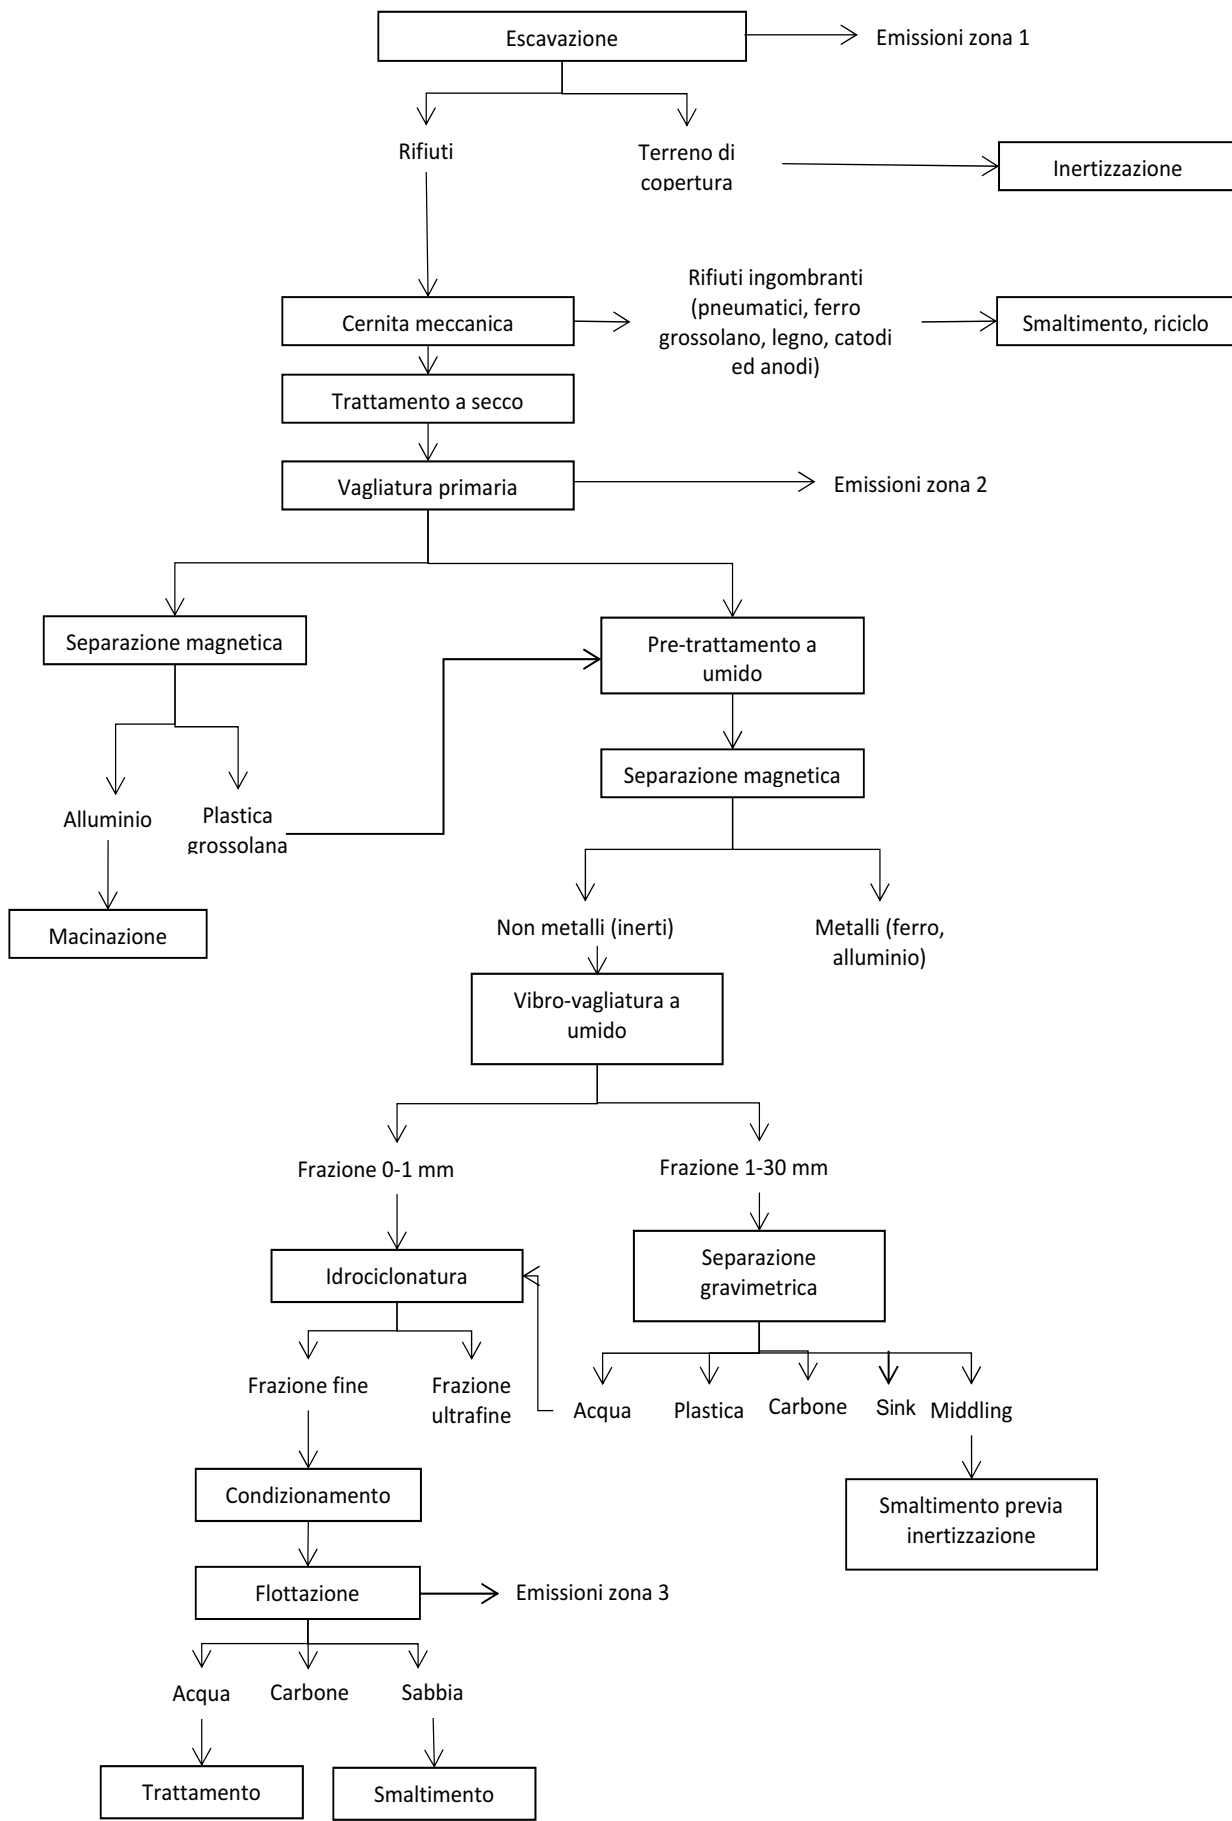 Escavazione
Emissioni zona 1
Rifiuti
Terreno di
copertura
Inertizzazione
Rifiuti ingombranti
(pneumatici, ferro
grossolano, legno, catodi
ed anodi)
Cernita meccanica
Smaltimento, riciclo
Trattamento a secco
Vagliatura primaria
Emissioni zona 2
Separazione magnetica
Pre-trattamento a
umido
Separazione magnetica
Alluminio
Plastica
grossolana
Macinazione
Non metalli (inerti)
Metalli (ferro,
alluminio)
Vibro-vagliatura a
umido
Frazione 0-1 mm
Frazione 1-30 mm
Idrociclonatura
Separazione
gravimetrica
Frazione fine
Frazione
ultrafine
Acqua
Plastica
Carbone
Sink
Middling
Condizionamento
Smaltimento previa
inertizzazione
Flottazione
Emissioni zona 3
Acqua
Carbone
Sabbia
Trattamento
Smaltimento